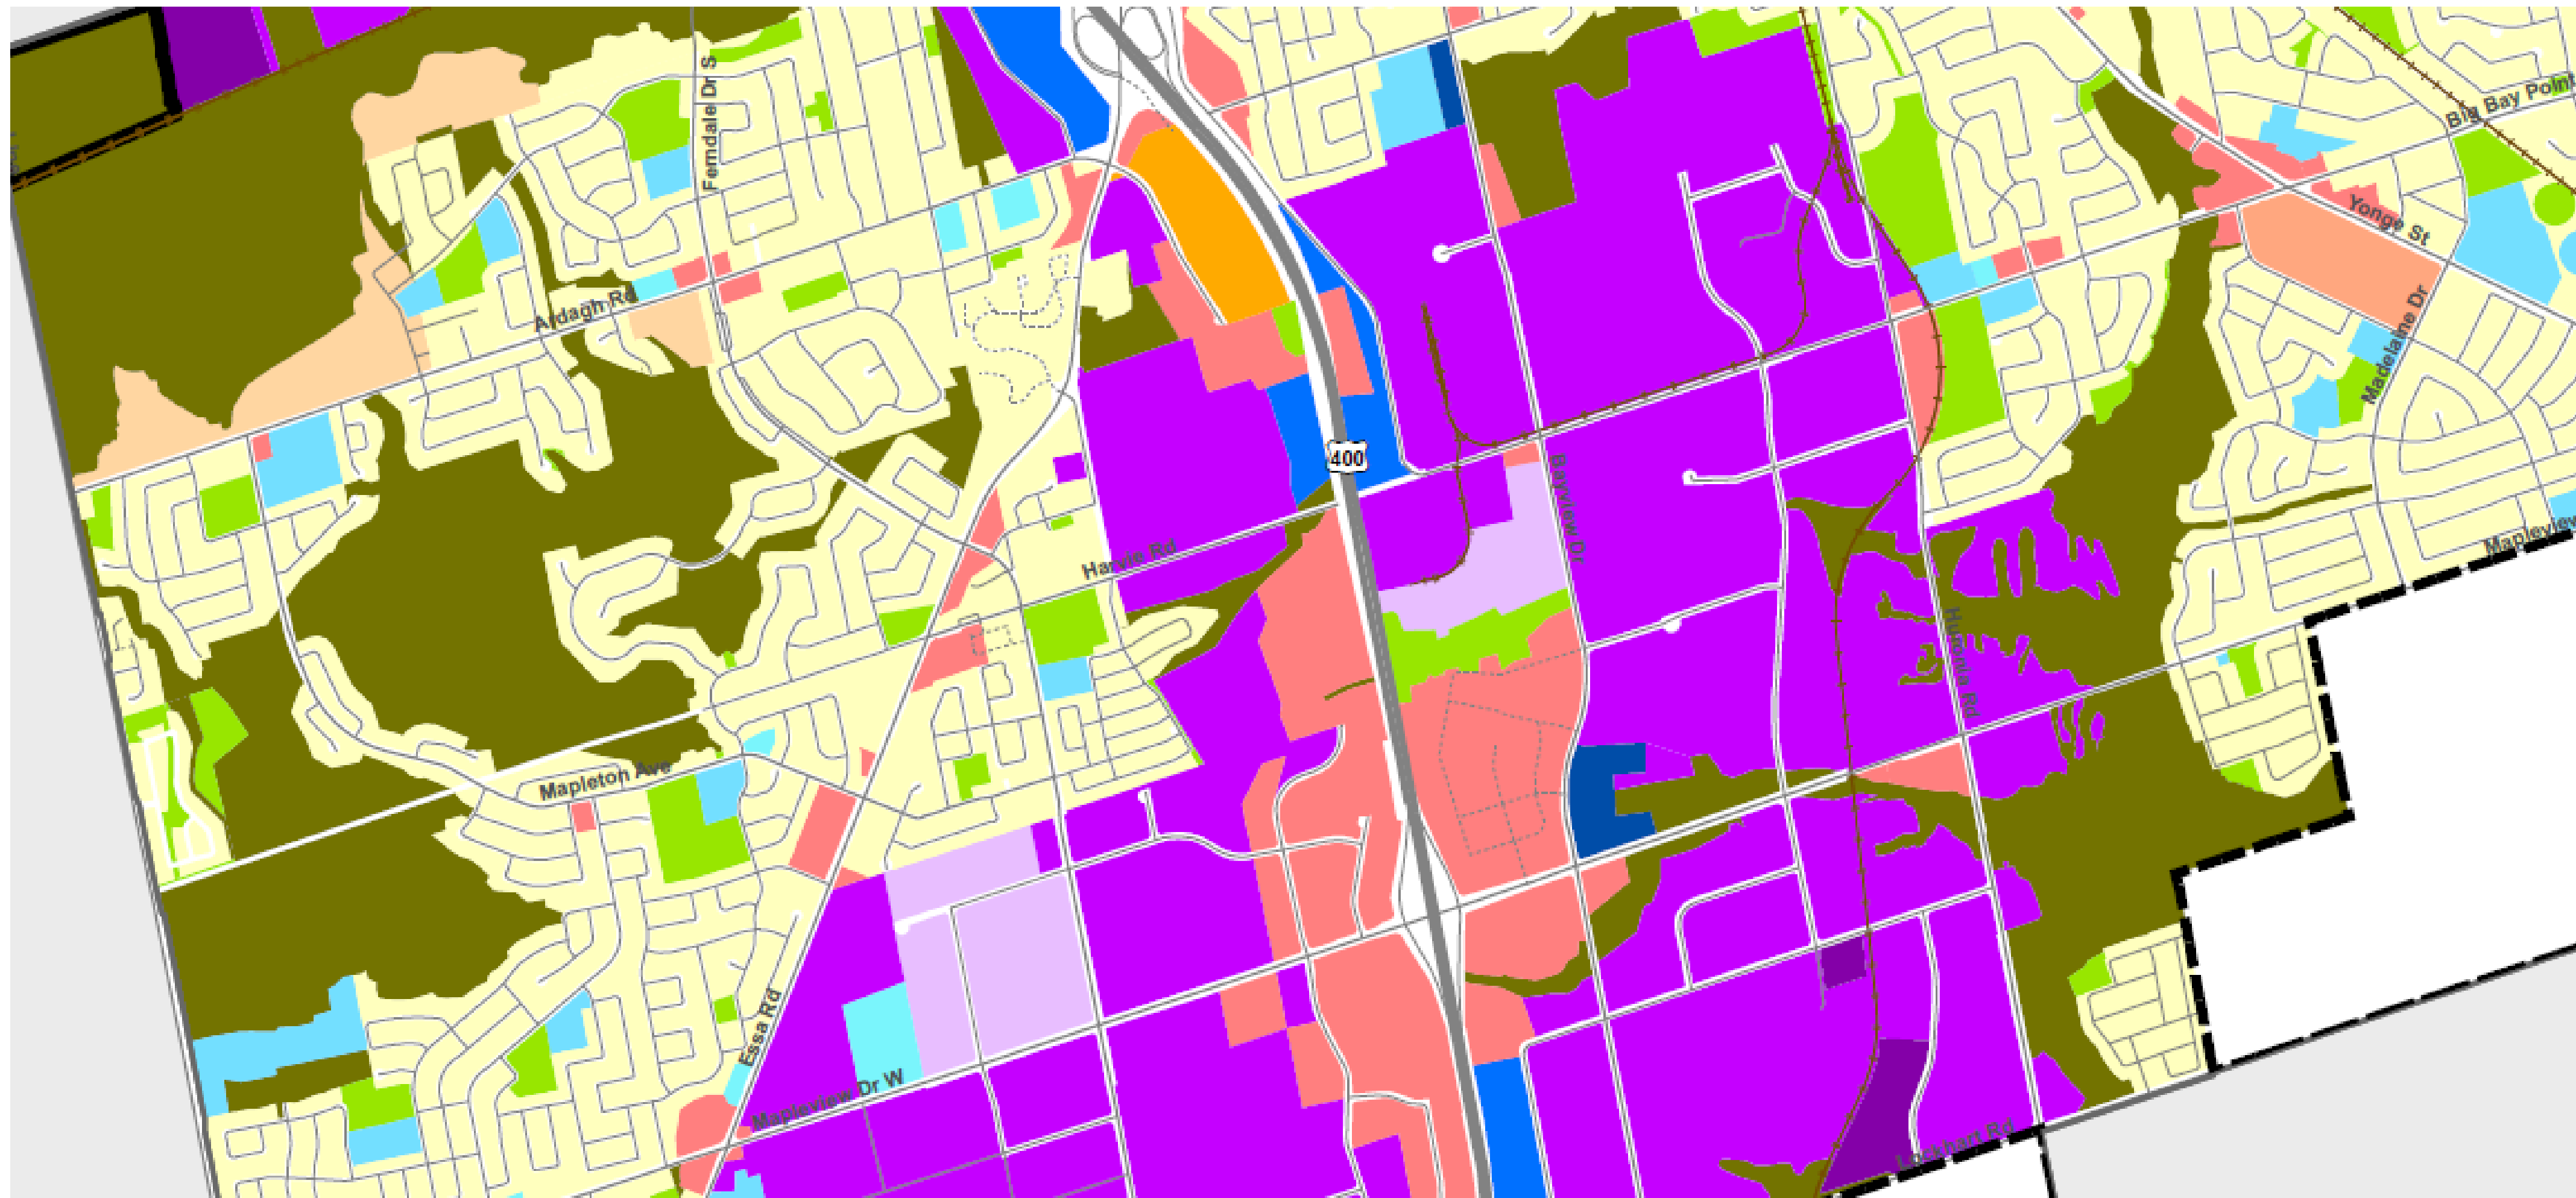 Ferndale Dr S
Big Bay Point
Yonge St
Ardagh Rd
Madelaine Dr
400
Bayview Dr
Harvie Rd
Mapleview
Huronia Rd
Mapleton Ave
Essa Rd
Mapleview Dr W
Lockhart Rd